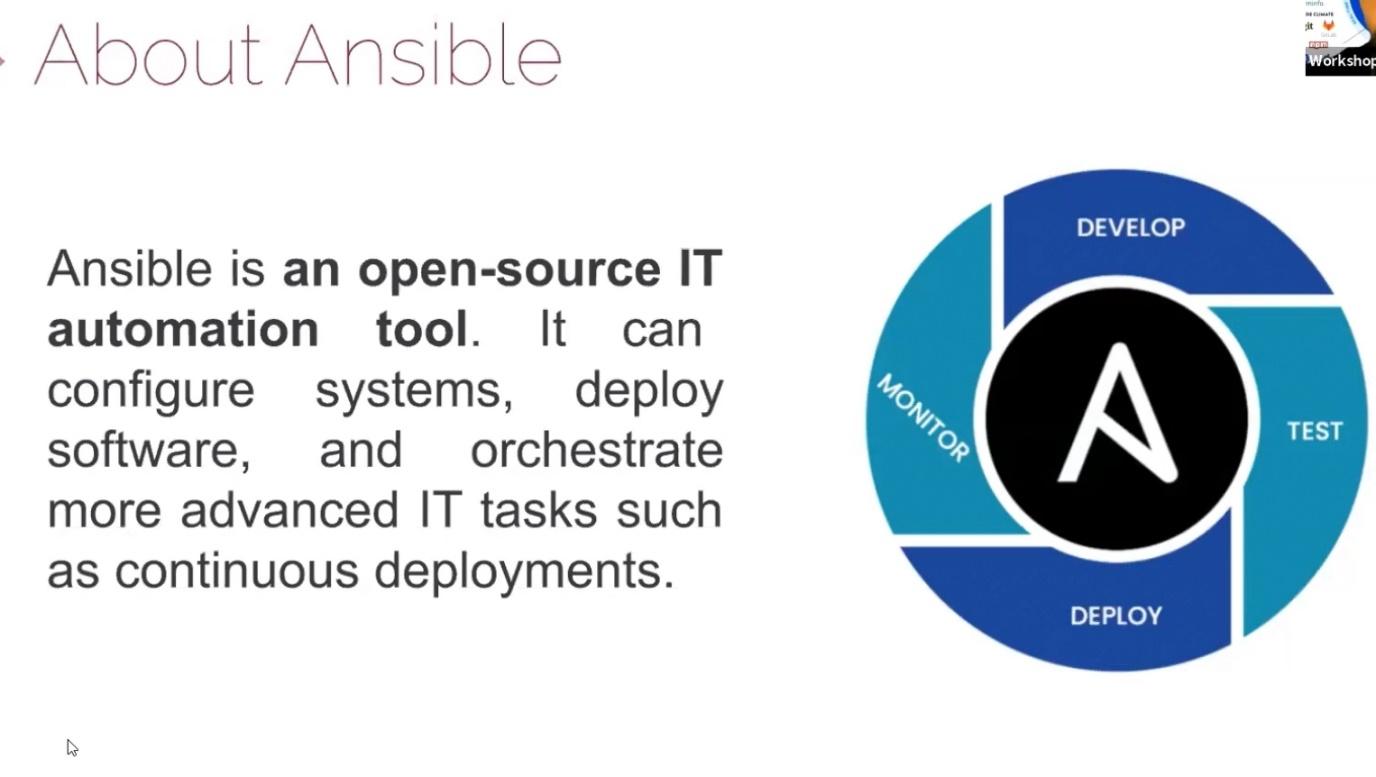 About Ansible
Ansible is an open-source IT
automation tool. It can
configure systems, deploy
software, and orchestrate
more advanced IT tasks such
as continuous deployments.
DEVELOP
MONITOR
TEST
DEPLOY
Workshop